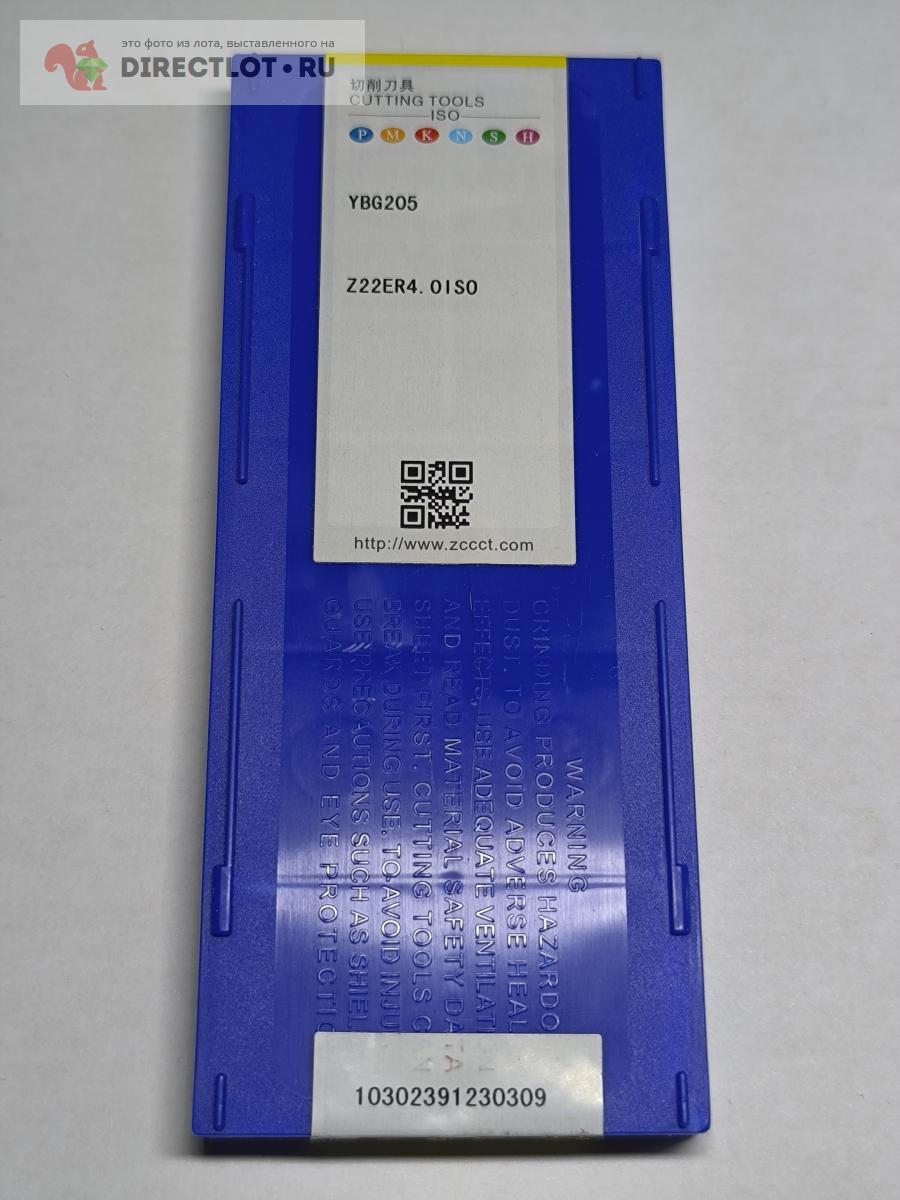 это фото из лота, выставленного на
DIRECTLOT•RU
切削刀具
CUTTING TOOLS
ISO
P M K N S H
YBG205
Z22ER4.0ISO
http://www.zccct.com
WARNING
GRINDING PRODUCES HAZARDO
DUST. TO AVOID ADVERSE HEAL
EFFECTS, USE ADEQUATE VENTILATI
AND READ MATERIAL SAFETY DATA
SHEET FIRST. CUTTING TOOLS C
BREAK DURING USE. TO AVOID INJU
USE PRECAUTIONS SUCH AS SHIEL
GUARDS AND EYE PROTECTIO
10302391230309